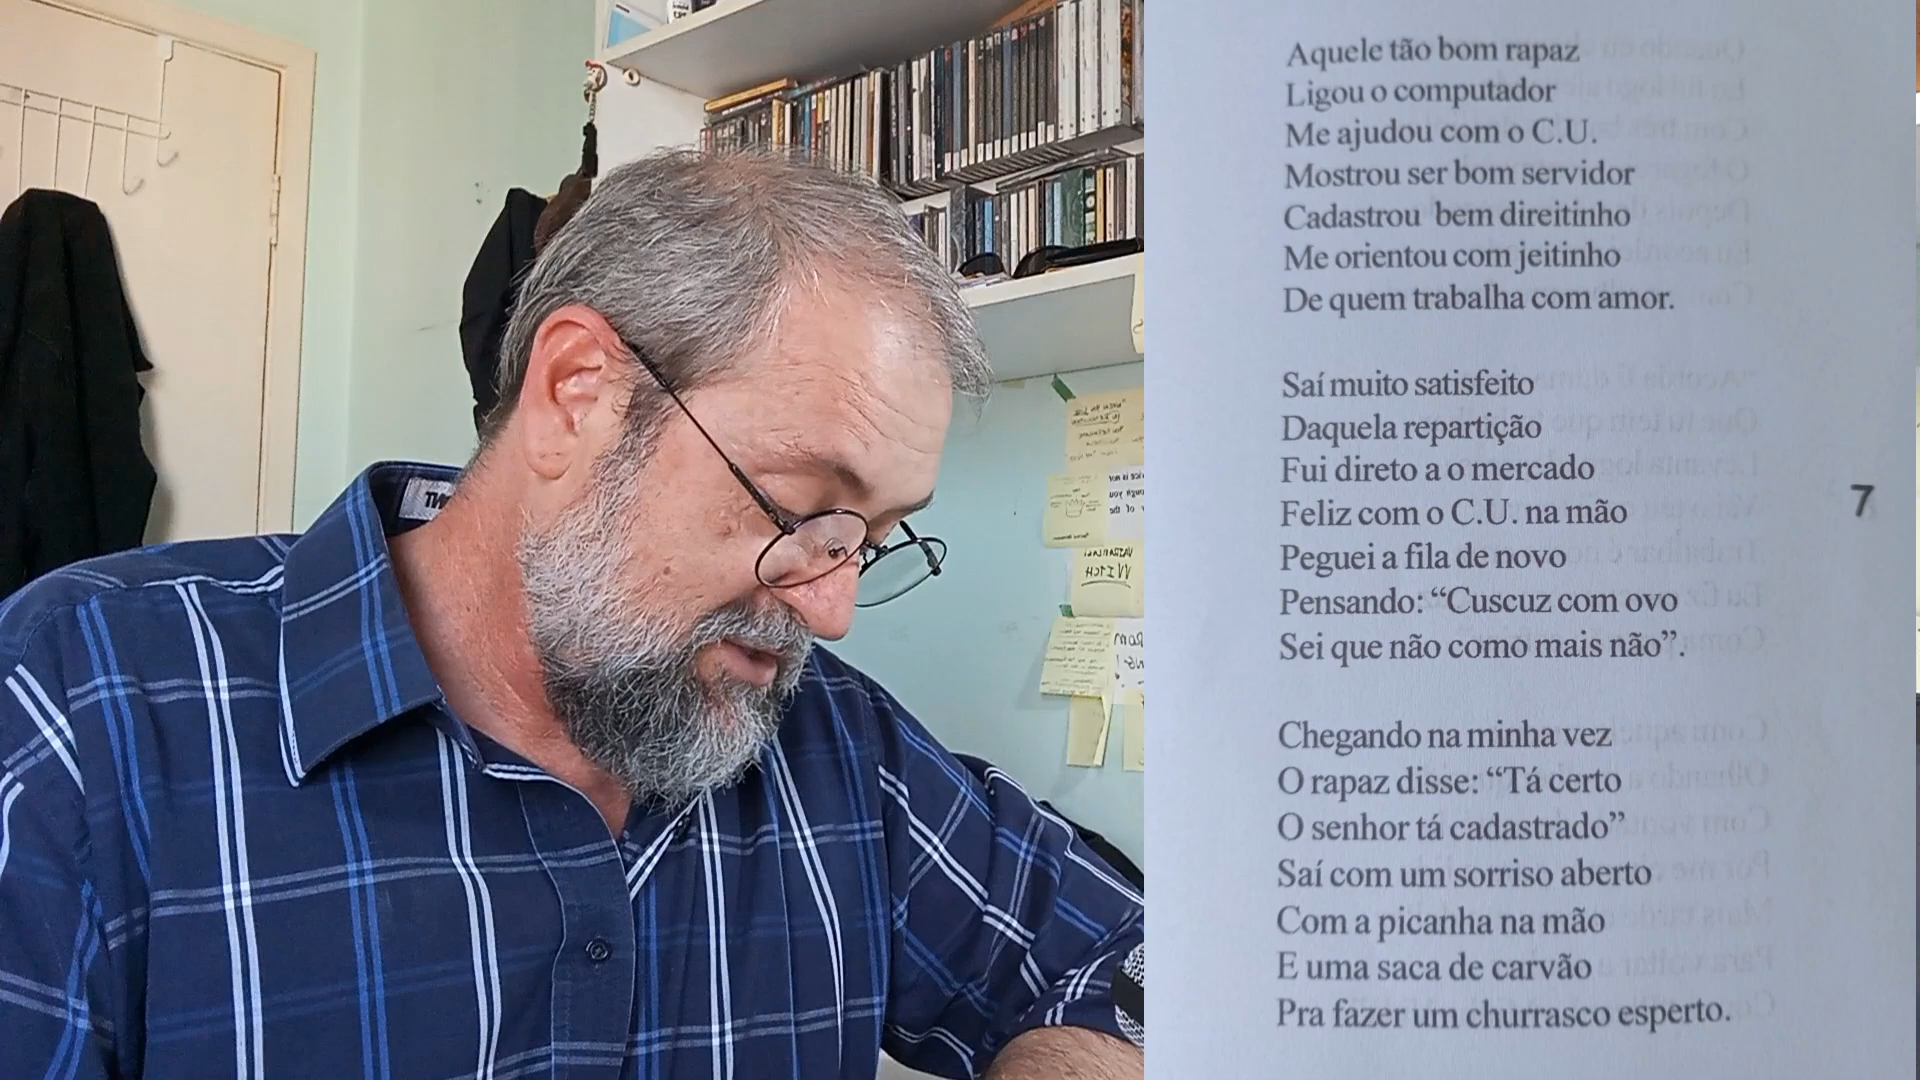 Aquele tão bom rapaz
Ligou o computador
Me ajudou com o C.U.
Mostrou ser bom servidor
Cadastrou bem direitinho
Me orientou com jeitinho
De quem trabalha com amor.
Saí muito satisfeito
Daquela repartição
Fui direto a o mercado
Feliz com o C.U. na mão
Peguei a fila de novo
Pensando: “Cuscuz com ovo
Sei que não como mais não”.
Chegando na minha vez
O rapaz disse: “Tá certo
O senhor tá cadastrado”
Saí com um sorriso aberto
Com a picanha na mão
E uma saca de carvão
Pra fazer um churrasco esperto.
7